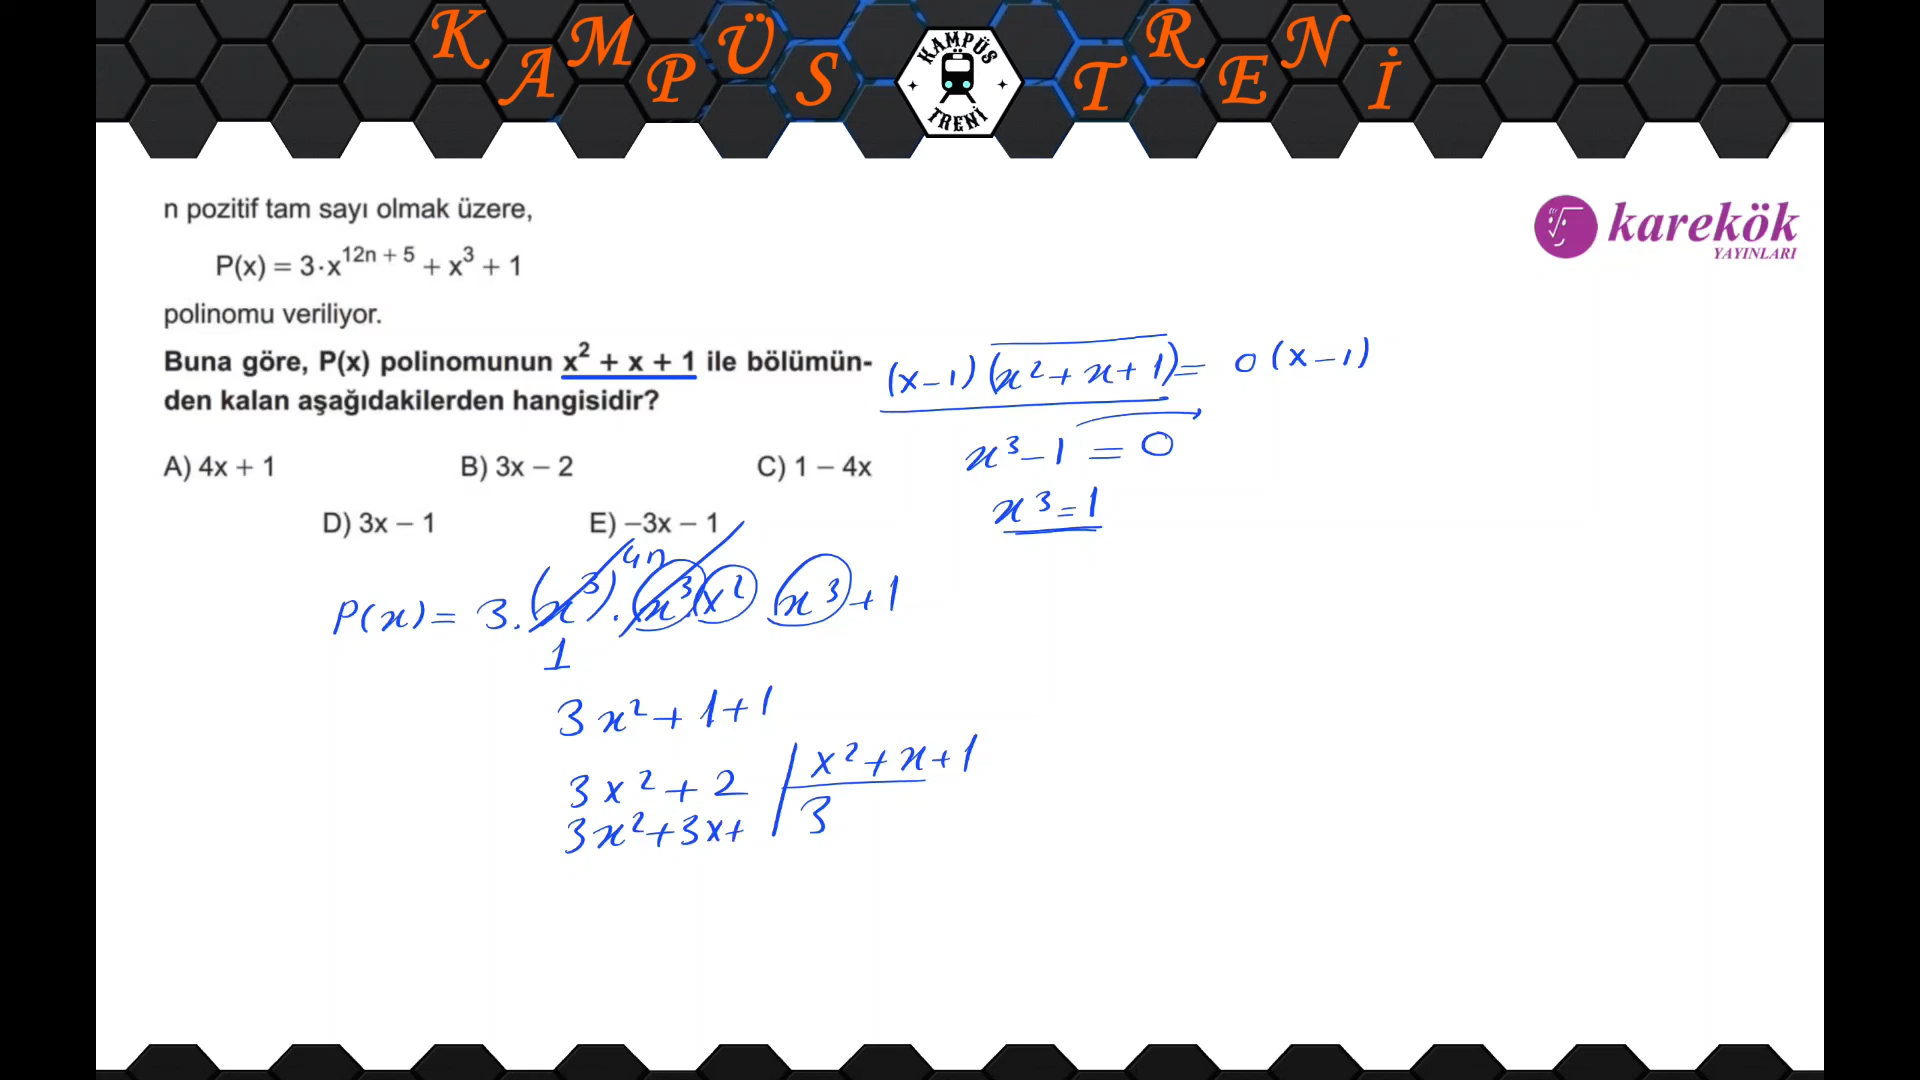 KAMPÜS TRENİ
KAMPÜS
TRENİ
karekök
YAYINLARI
n pozitif tam sayı olmak üzere,
P(x) = 3·x^(12n + 5) + x³ + 1
polinomu veriliyor.
Buna göre, P(x) polinomunun x² + x + 1 ile bölümün-
den kalan aşağıdakilerden hangisidir?
A) 4x + 1 B) 3x – 2 C) 1 – 4x
D) 3x – 1 E) –3x – 1
(x–1) (x²+x+1) = 0 (x–1)
x³–1 = 0
x³=1
P(x) = 3.(x³)^4n . x³ x² x³+1
1
3x²+1+1
3x²+2 x²+x+1
3x²+3x+ 3